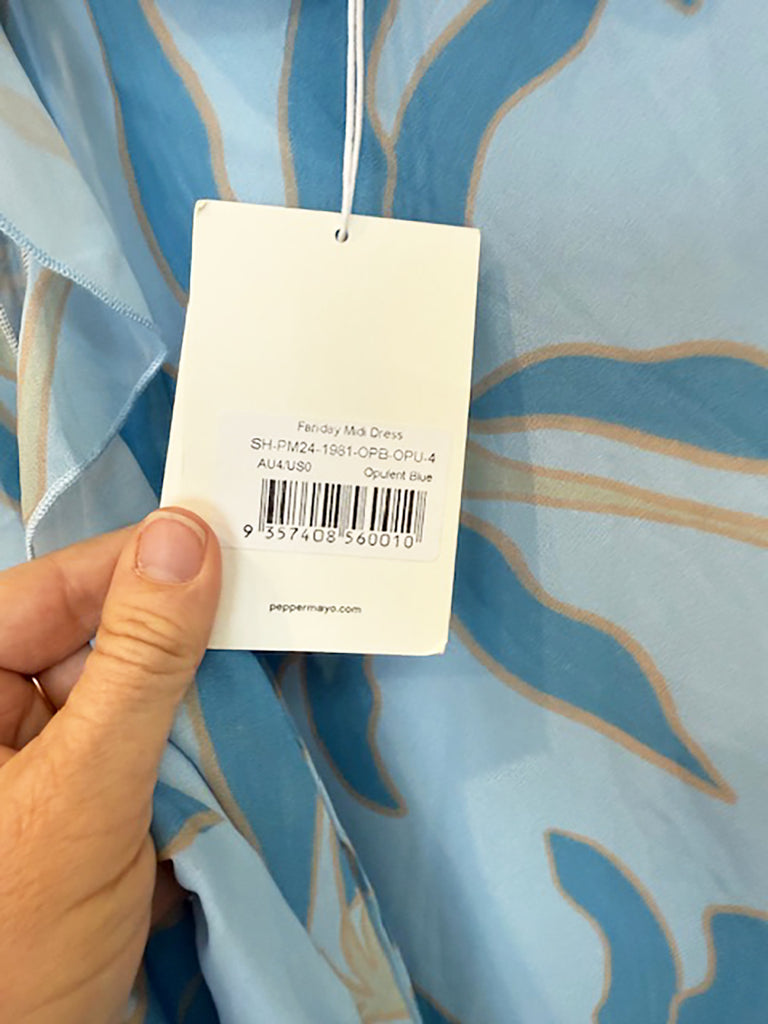 Fariday Midi Dress
SH-PM24-1981-OPB-OPU-4
AU4/US0 Opulent Blue
9 357408 560010
peppermayo.com